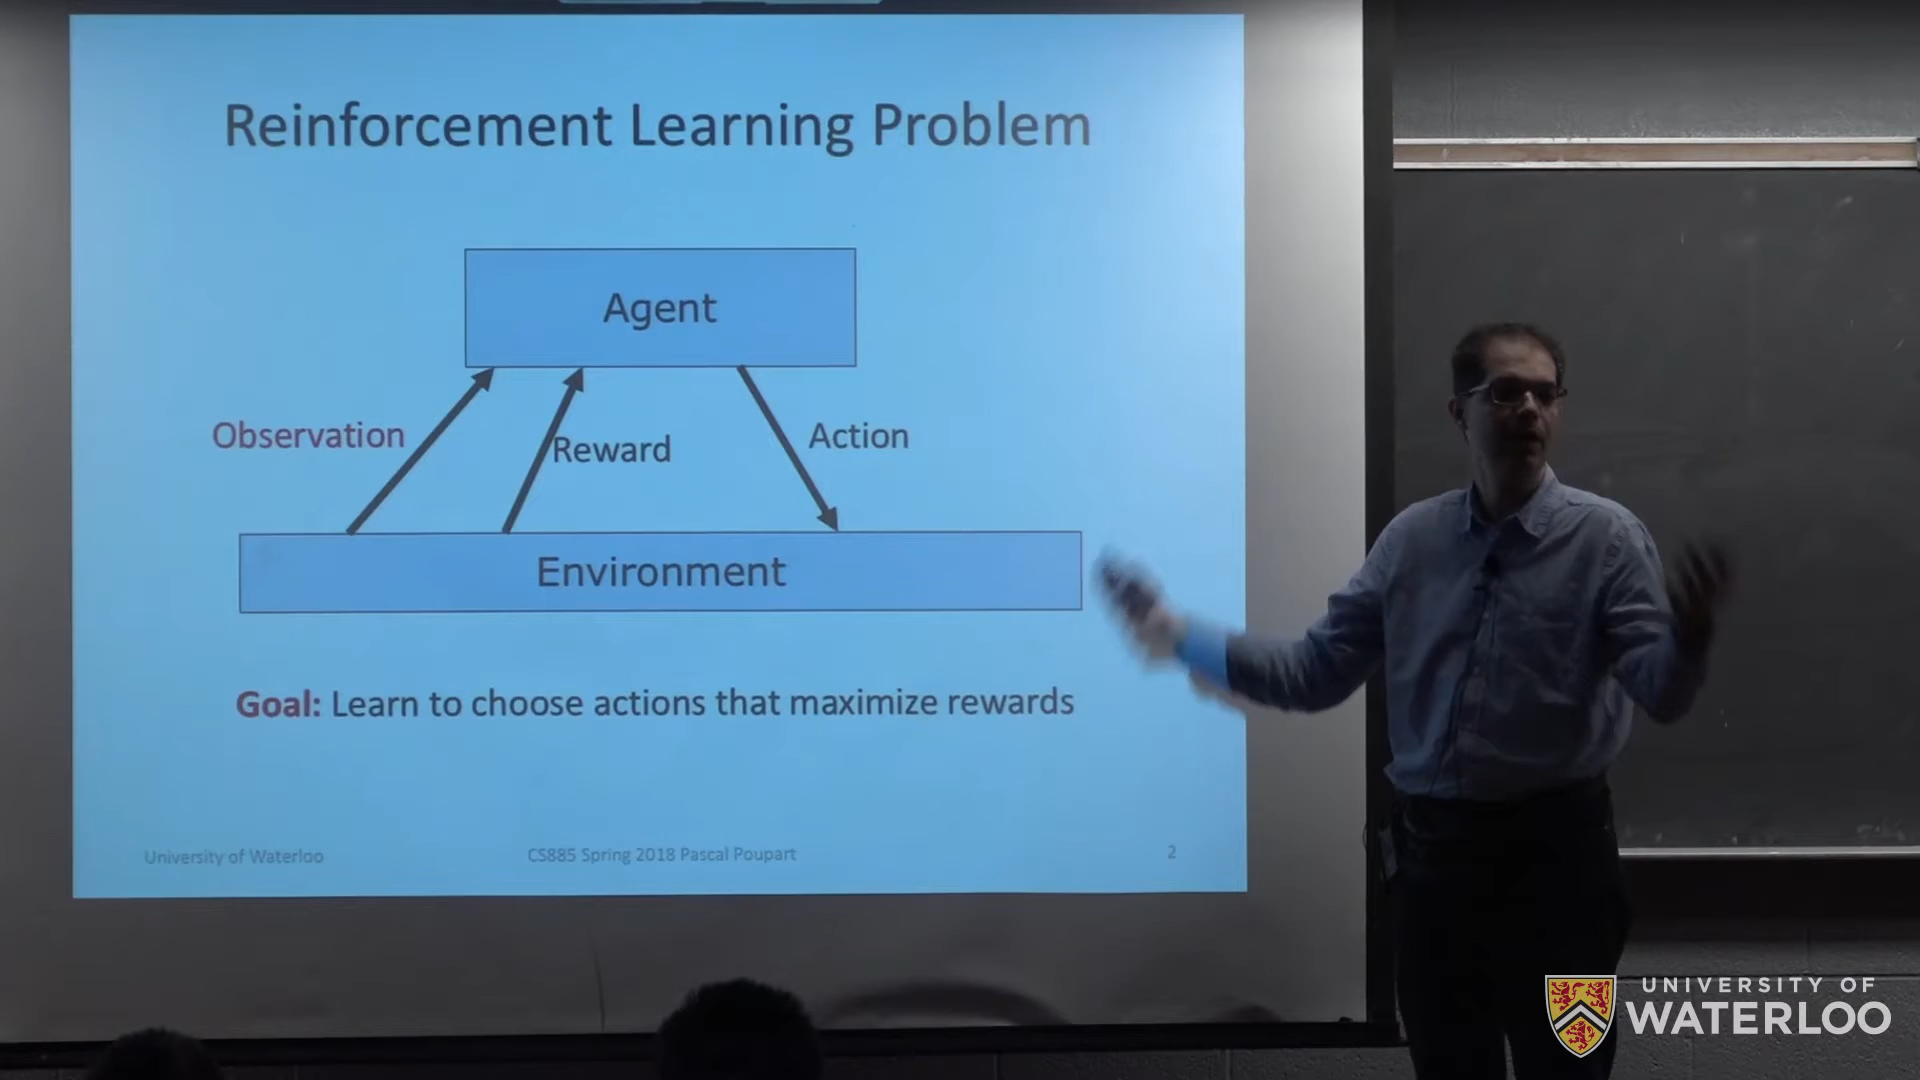 Reinforcement Learning Problem
Agent
Observation
Reward
Action
Environment
Goal: Learn to choose actions that maximize rewards
University of Waterloo
CS885 Spring 2018 Pascal Poupart
2
UNIVERSITY OF
WATERLOO